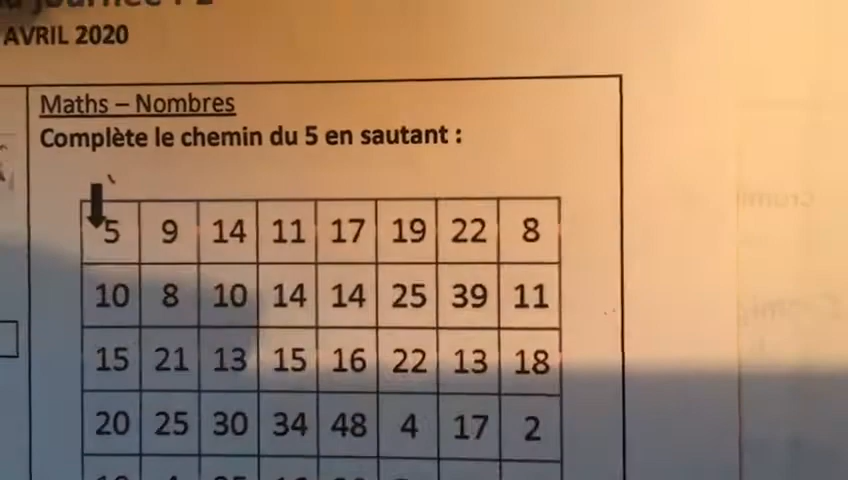 AVRIL 2020
Maths – Nombres
Complète le chemin du 5 en sautant :
5 9 14 11 17 19 22 8
10 8 10 14 14 25 39 11
15 21 13 15 16 22 13 18
20 25 30 34 48 4 17 2